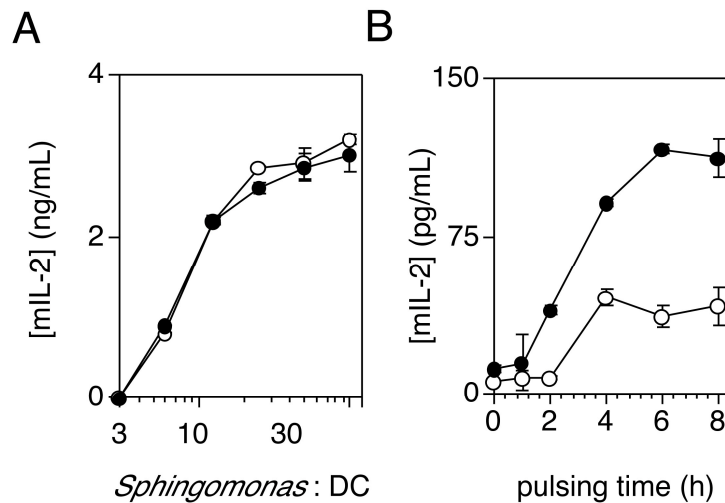 A
4
2
0
[mIL-2] (ng/mL)
3 10 30
Sphingomonas : DC
B
150
75
0
[mIL-2] (pg/mL)
0 2 4 6 8
pulsing time (h)